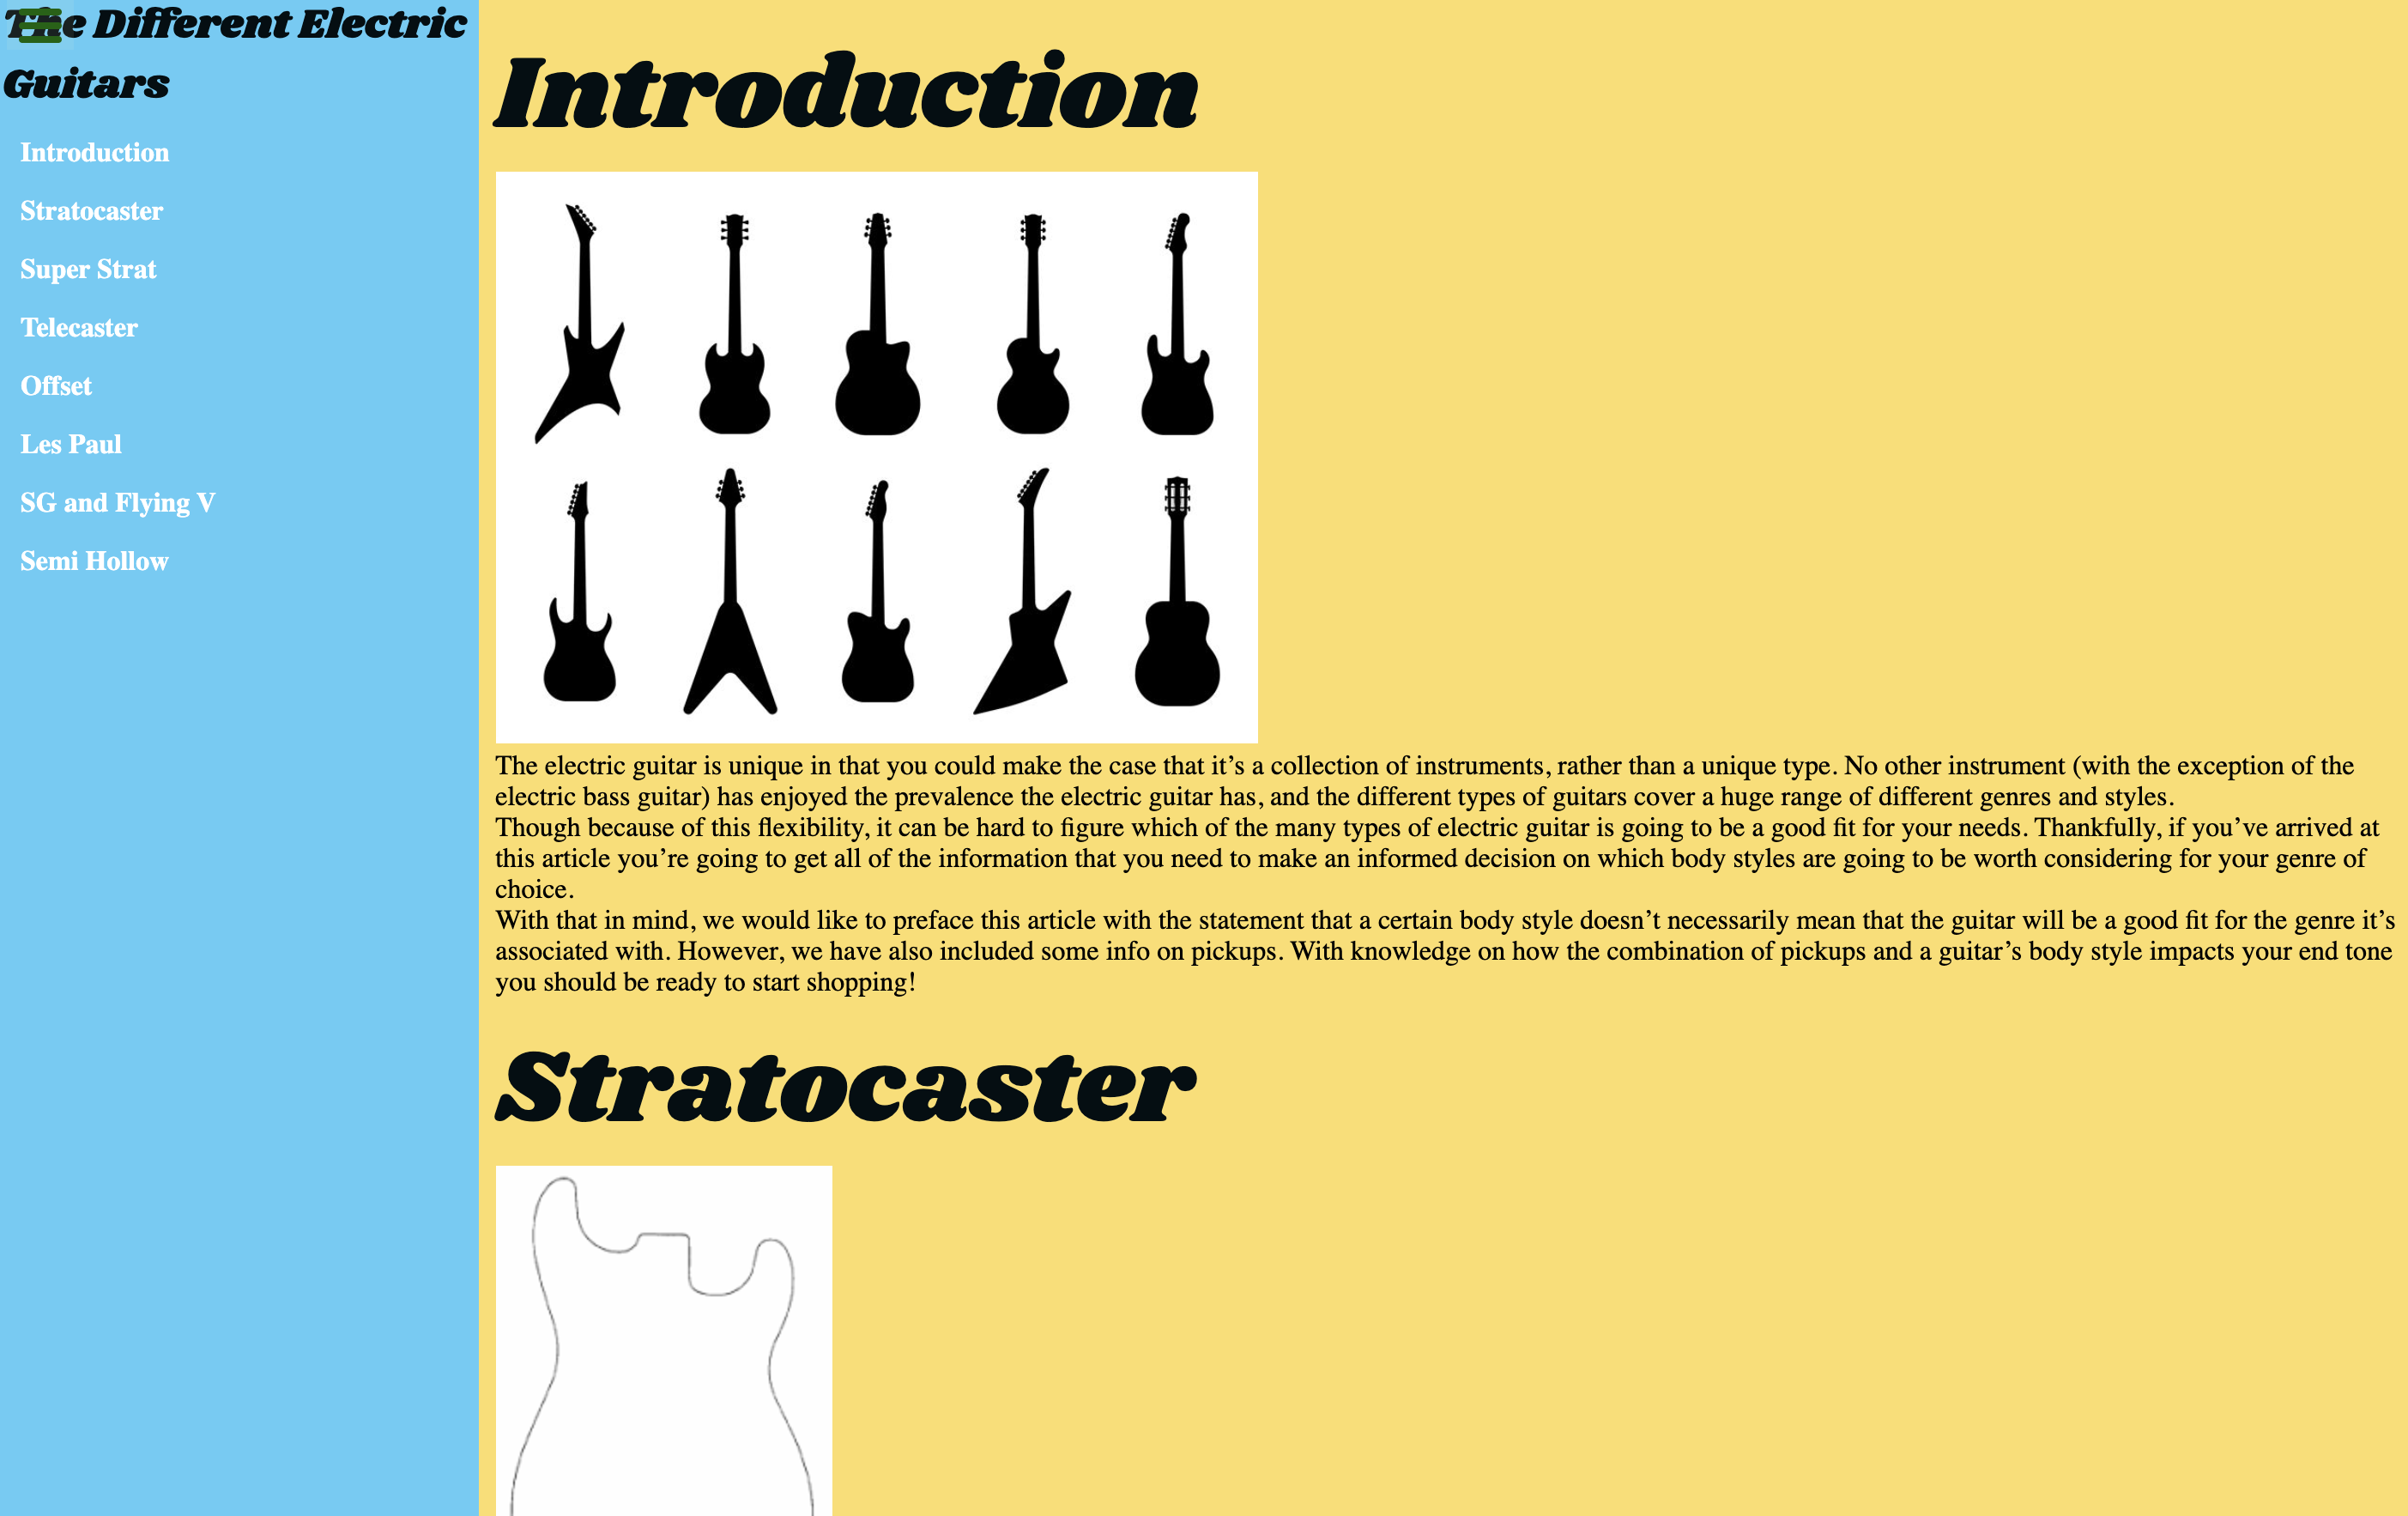 The Different Electric
Guitars
Introduction
Stratocaster
Super Strat
Telecaster
Offset
Les Paul
SG and Flying V
Semi Hollow
Introduction
The electric guitar is unique in that you could make the case that it’s a collection of instruments, rather than a unique type. No other instrument (with the exception of the
electric bass guitar) has enjoyed the prevalence the electric guitar has, and the different types of guitars cover a huge range of different genres and styles.
Though because of this flexibility, it can be hard to figure which of the many types of electric guitar is going to be a good fit for your needs. Thankfully, if you’ve arrived at
this article you’re going to get all of the information that you need to make an informed decision on which body styles are going to be worth considering for your genre of
choice.
With that in mind, we would like to preface this article with the statement that a certain body style doesn’t necessarily mean that the guitar will be a good fit for the genre it’s
associated with. However, we have also included some info on pickups. With knowledge on how the combination of pickups and a guitar’s body style impacts your end tone
you should be ready to start shopping!
Stratocaster